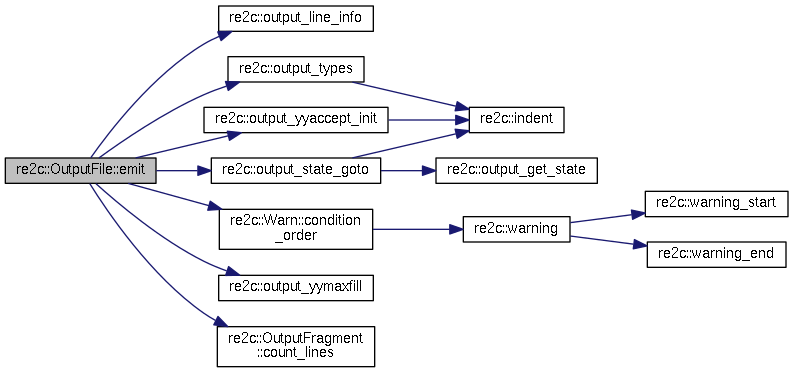 re2c::OutputFile::emit
re2c::output_line_info
re2c::output_types
re2c::output_yyaccept_init
re2c::output_state_goto
re2c::Warn::condition
_order
re2c::output_yymaxfill
re2c::OutputFragment
::count_lines
re2c::indent
re2c::output_get_state
re2c::warning
re2c::warning_start
re2c::warning_end